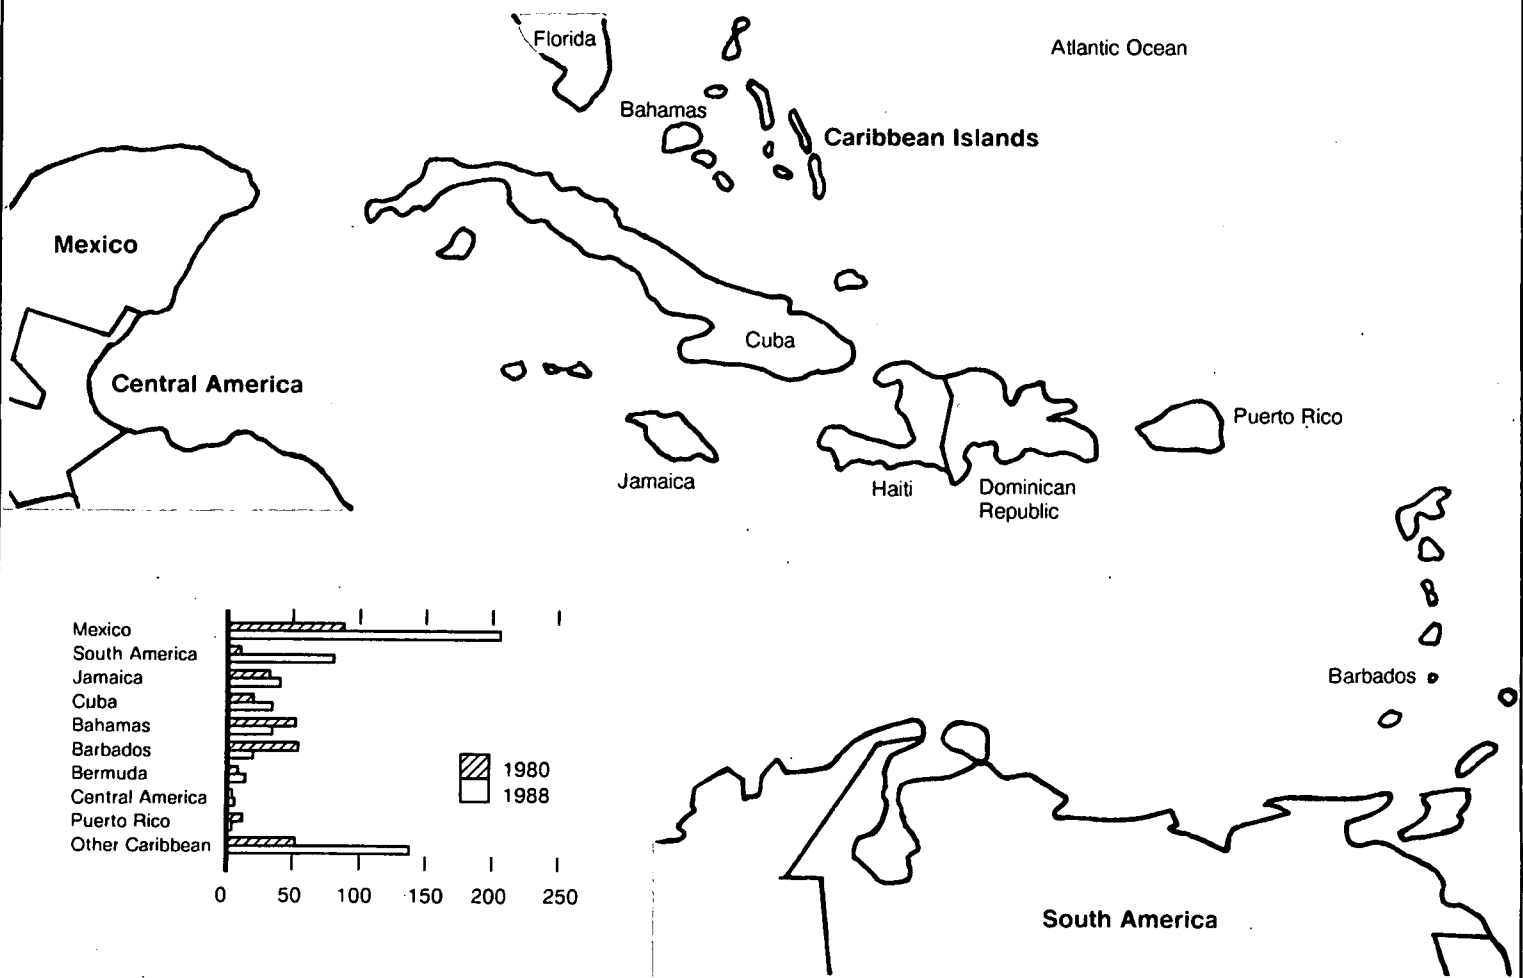 Florida
Atlantic Ocean
Bahamas
Caribbean Islands
Mexico
Cuba
Central America
Puerto Rico
Jamaica
Haiti
Dominican
Republic
Barbados
South America
Mexico
South America
Jamaica
Cuba
Bahamas
Barbados
Bermuda
Central America
Puerto Rico
Other Caribbean
1980
1988
0 50 100 150 200 250